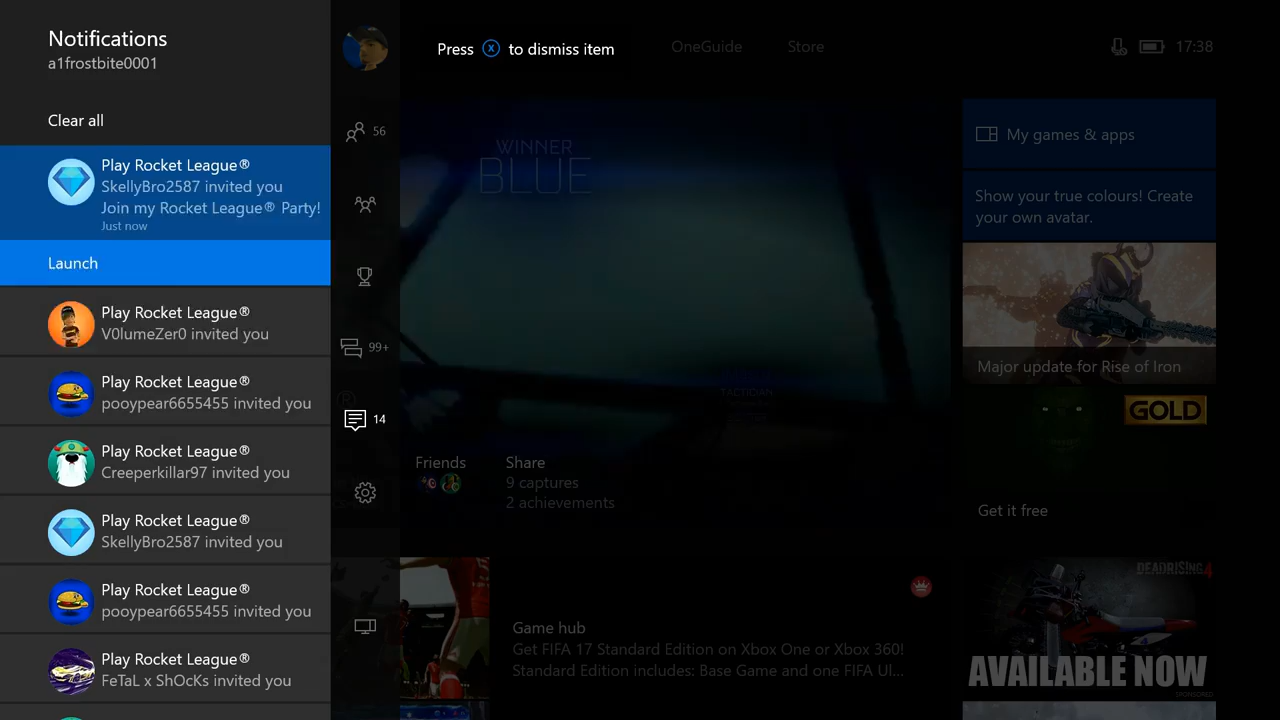 Notifications
a1frostbite0001
Clear all
Play Rocket League®
SkellyBro2587 invited you
Join my Rocket League® Party!
Just now
Launch
Play Rocket League®
V0lumeZer0 invited you
Play Rocket League®
pooypear6655455 invited you
Play Rocket League®
Creeperkillar97 invited you
Play Rocket League®
SkellyBro2587 invited you
Play Rocket League®
pooypear6655455 invited you
Play Rocket League®
FeTaL x ShOcKs invited you
56
99+
14
Press X to dismiss item
OneGuide
Store
17:38
WINNER
BLUE
TACTICIAN
Friends
Share
9 captures
2 achievements
Game hub
Get FIFA 17 Standard Edition on Xbox One or Xbox 360!
Standard Edition includes: Base Game and one FIFA Ul...
My games & apps
Show your true colours! Create
your own avatar.
Major update for Rise of Iron
GOLD
Get it free
DEADRISING 4
AVAILABLE NOW
SPONSORED